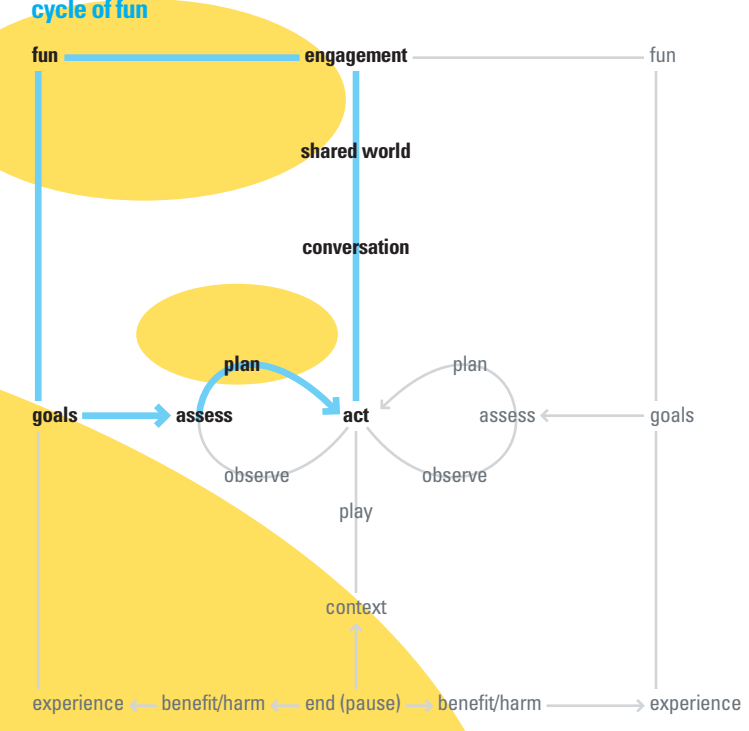 cycle of fun
fun engagement fun
shared world
conversation
plan plan
goals assess act assess goals
observe observe
play
context
experience benefit/harm end (pause) benefit/harm experience